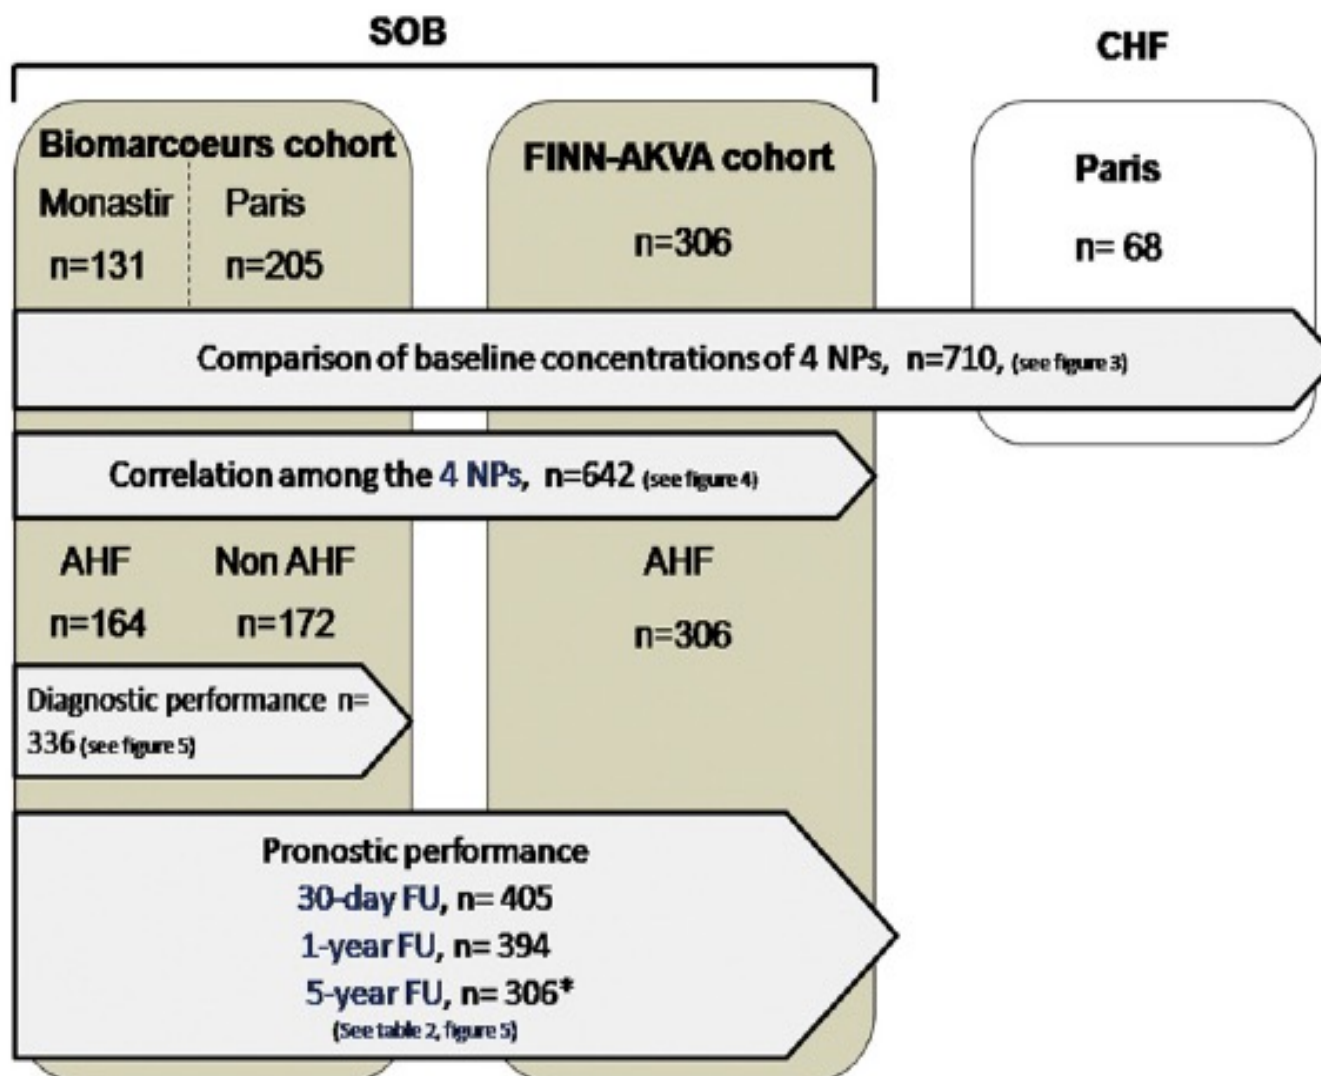 SOB
CHF
Biomarcoeurs cohort
Monastir
n=131
Paris
n=205
FINN-AKVA cohort
n=306
Paris
n= 68
Comparison of baseline concentrations of 4 NPs, n=710, (see figure 3)
Correlation among the 4 NPs, n=642 (see figure 4)
AHF
n=164
Non AHF
n=172
AHF
n=306
Diagnostic performance n=
336 (see figure 5)
Pronostic performance
30-day FU, n= 405
1-year FU, n= 394
5-year FU, n= 306*
(See table 2, figure 5)